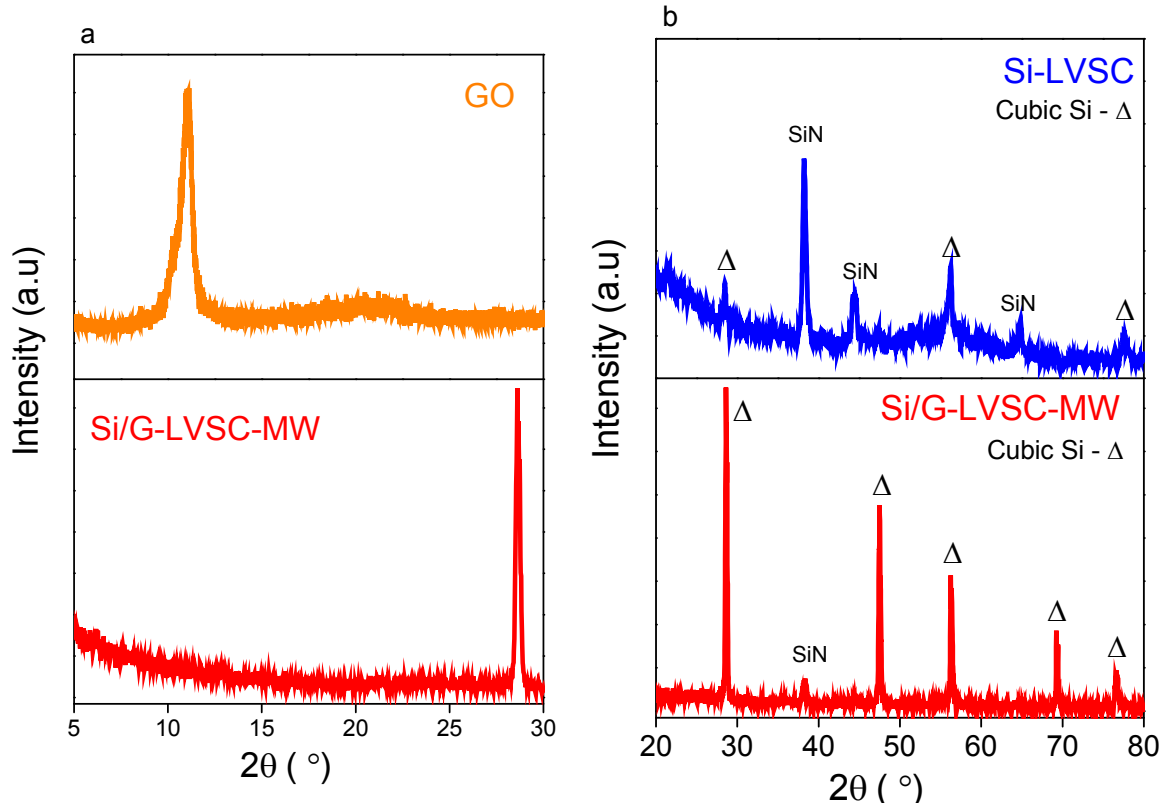 a
GO
Si/G-LVSC-MW
Intensity (a.u)
5 10 15 20 25 30
2θ ( °)
b
Si-LVSC
Cubic Si - Δ
SiN
Δ
SiN
Δ
SiN
Δ
Si/G-LVSC-MW
Cubic Si - Δ
Δ
SiN
Δ
Δ
Δ
Δ
Intensity (a.u)
20 30 40 50 60 70 80
2θ ( °)